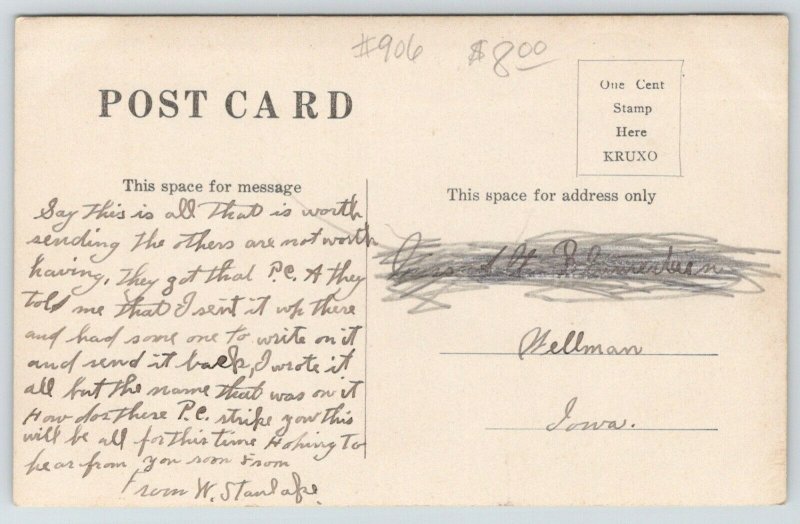 #906 $8.00
POST CARD
One Cent
Stamp
Here
KRUXO
This space for message
This space for address only
Say this is all that is worth
sending the others are not worth
having. They got that P.C. A they
told me that I sent it up there
and had some one to write on it
and send it back, I wrote it
all but the name that was on it
How dos these P.C. strike you this
will be all for this time Hoping to
hear from you soon From
From W. Stanlake
Wellman
Iowa.